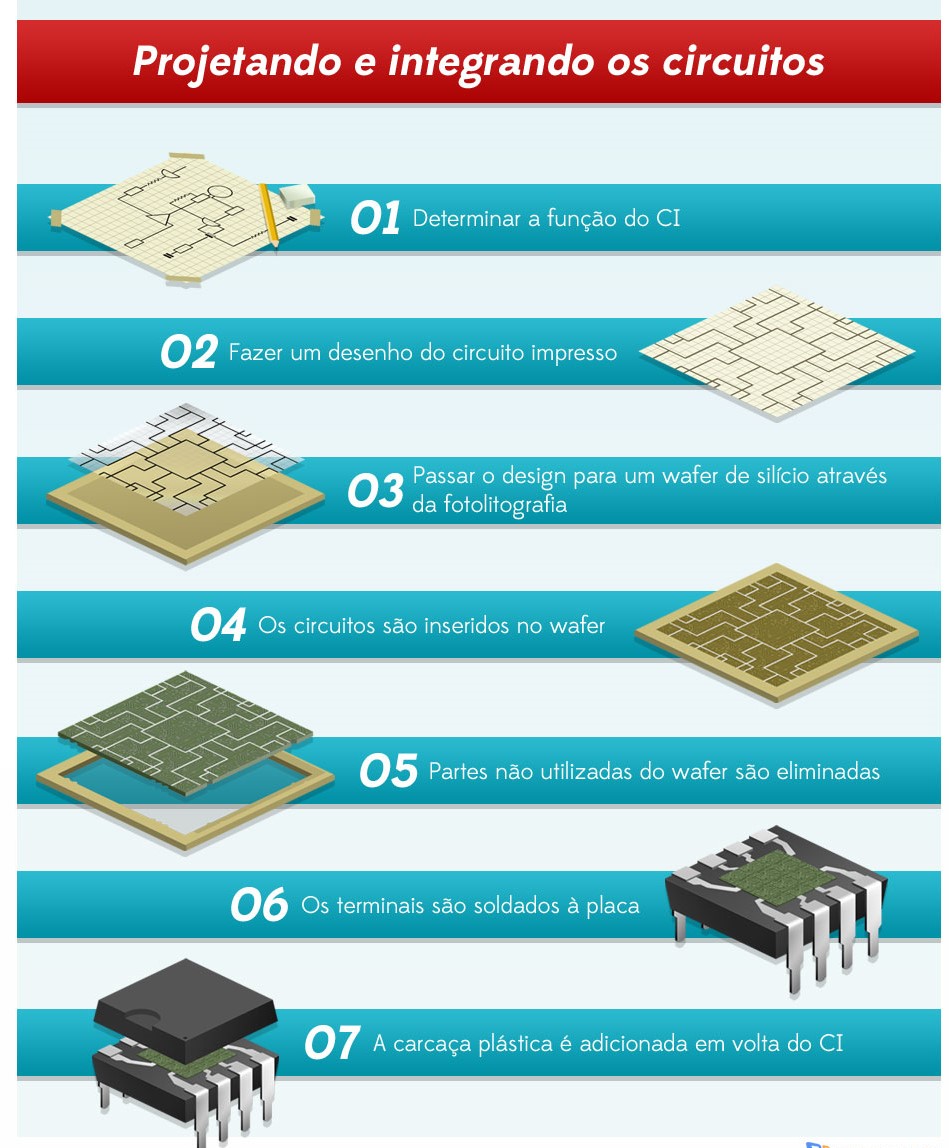 Projetando e integrando os circuitos
01 Determinar a função do CI
02 Fazer um desenho do circuito impresso
03 Passar o design para um wafer de silício através
da fotolitografia
04 Os circuitos são inseridos no wafer
05 Partes não utilizadas do wafer são eliminadas
06 Os terminais são soldados à placa
07 A carcaça plástica é adicionada em volta do CI